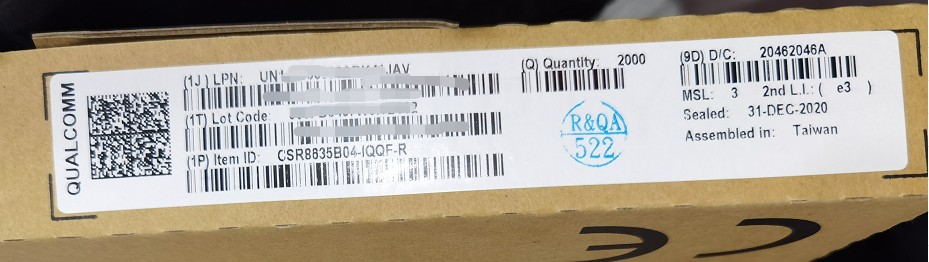 QUALCOMM
(1J) LPN:
(1T) Lot Code:
(1P) Item ID: CSR8635B04-IQQF-R
(Q) Quantity: 2000
R&QA
522
(9D) D/C: 20462046A
MSL: 3 2nd L.I.: ( e3 )
Sealed: 31-DEC-2020
Assembled in: Taiwan
CE